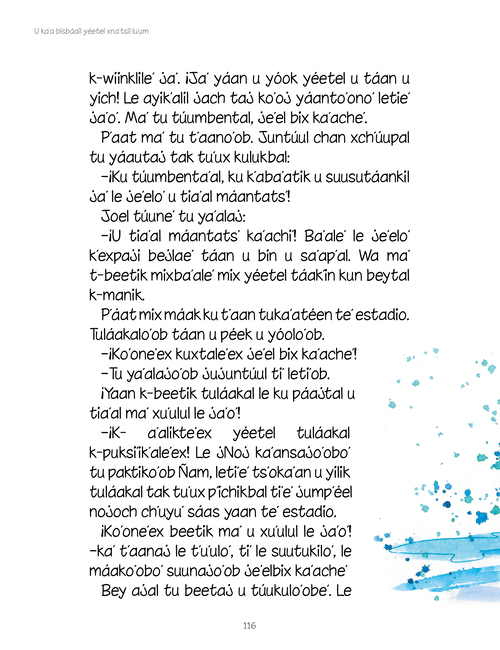 U ka'a bisbáail yéetel xna'tsil lu'um
k-wiinklile' ja'. ¡Ja' yáan u yóok yéetel u táan u
yich! Le ayik'alil jach taj ko'oj yáanto'ono' letie'
ja'o'. Ma' tu túumbental, je'el bix ka'ache'.
P'aat ma' tu t'aano'ob. Juntúul chan xch'úupal
tu yáautaj tak tu'ux kulukbal:
–¡Ku túumbenta'al, ku k'aba'atik u suusutáankil
ja' le je'elo' u tia'al máantats'!
Joel túune' tu ya'alaj:
–¡U tia'al máantats' ka'achi'! Ba'ale' le je'elo'
k'expaji bejlae' táan u bin u sa'ap'al. Wa ma'
t-beetik mixba'ale' mix yéetel táak'in kun beytal
k-manik.
P'áat mix máak ku t'aan tuka'atéen te' estadio.
Tuláakalo'ob táan u péek u yóolo'ob.
–¡Ko'one'ex kuxtale'ex je'el bix ka'ache'!
–Tu ya'alajo'ob jujuntúul ti' leti'ob.
¡Yaan k-beetik tuláakal le ku páajtal u
tia'al ma' xu'ulul le ja'o'!
–¡K- a'alikte'ex yéetel tuláakal
k-puksi'ik'ale'ex! Le jNoj ka'ansajo'obo'
tu paktiko'ob Ñam, letie' tsʼoka'an u yilik
tuláakal tak tu'ux p'ichikbal ti'e' jump'éel
nojoch ch'uyu' sáas yaan te' estadio.
¡Ko'one'ex beetik ma' u xu'ulul le ja'o'!
–ka' t'aanaj le t'u'ulo', ti' le suutukilo', le
máako'obo' suunajo'ob je'elbix ka'ache'
Bey ajal tu beetaj u túukulo'obe'. Le
116